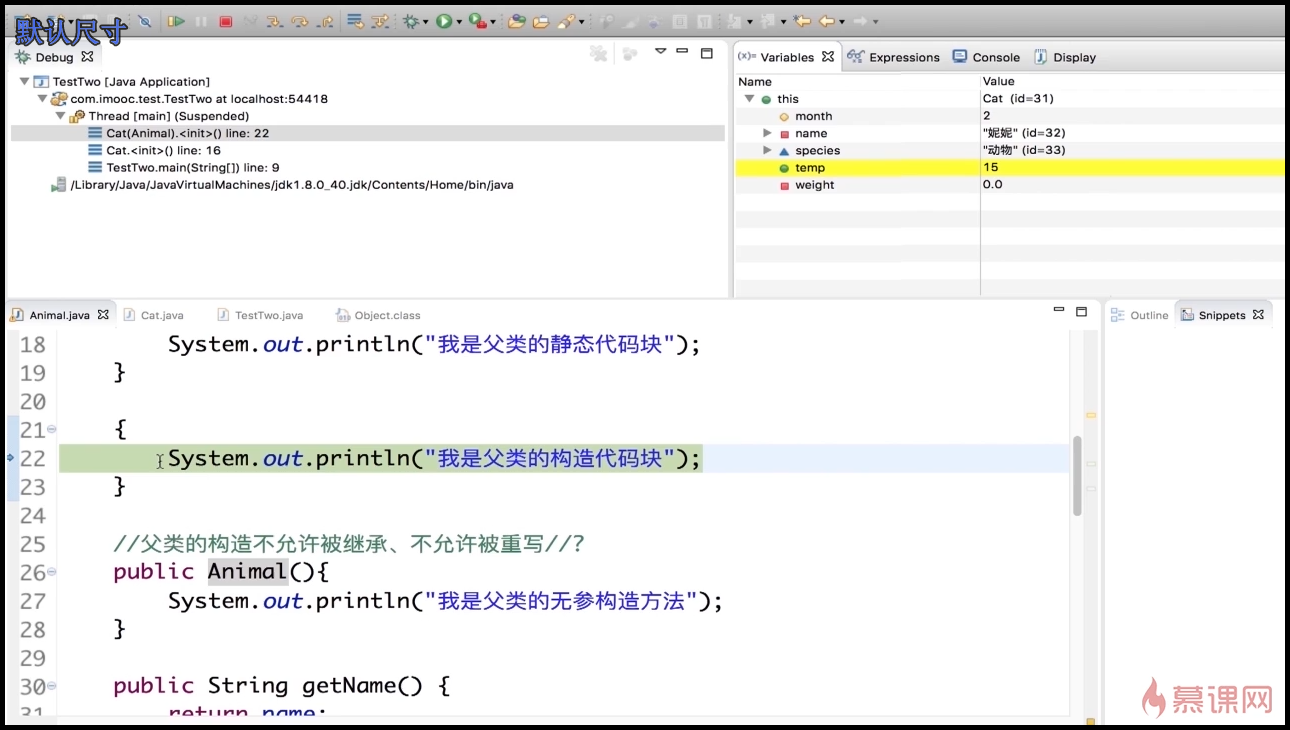 默认尺寸
Debug
TestTwo [Java Application]
com.imooc.test.TestTwo at localhost:54418
Thread [main] (Suspended)
Cat(Animal).<init>() line: 22
Cat.<init>() line: 16
TestTwo.main(String[]) line: 9
/Library/Java/JavaVirtualMachines/jdk1.8.0_40.jdk/Contents/Home/bin/java
(x)= Variables Expressions Console Display
Name Value
this Cat (id=31)
month 2
name "妮妮" (id=32)
species "动物" (id=33)
temp 15
weight 0.0
Animal.java Cat.java TestTwo.java Object.class
18 System.out.println("我是父类的静态代码块");
19 }
20
21 {
22 System.out.println("我是父类的构造代码块");
23 }
24
25 //父类的构造不允许被继承、不允许被重写//?
26 public Animal(){
27 System.out.println("我是父类的无参构造方法");
28 }
29
30 public String getName() {
31 return name;
Outline Snippets
慕课网